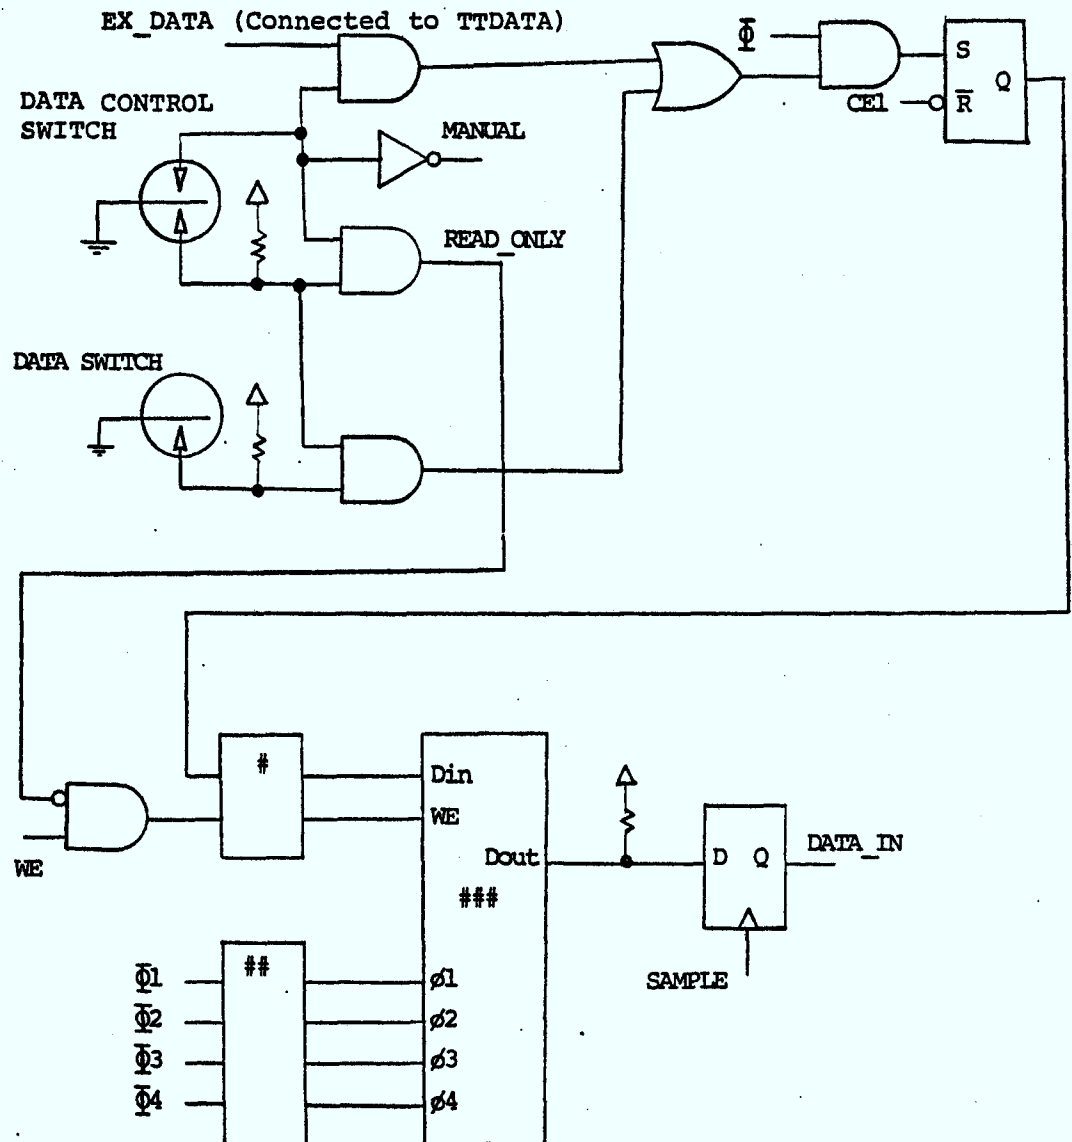 EX_DATA (Connected to TTDATA)
Φ
S
Q
CE1
R
DATA CONTROL
SWITCH
MANUAL
READ_ONLY
DATA SWITCH
#
Din
WE
WE
Dout
D Q
DATA_IN
###
SAMPLE
##
Φ1
ø1
Φ2
ø2
Φ3
ø3
Φ4
ø4